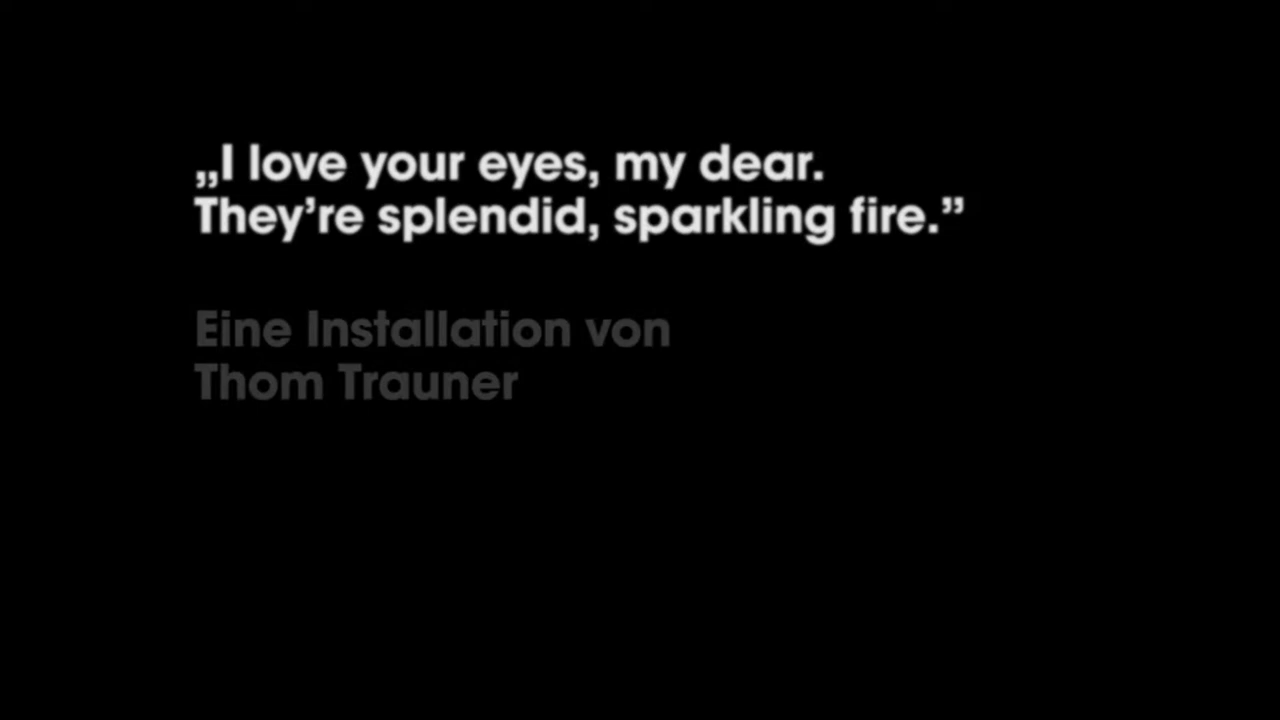 „I love your eyes, my dear.
They’re splendid, sparkling fire.”
Eine Installation von
Thom Trauner